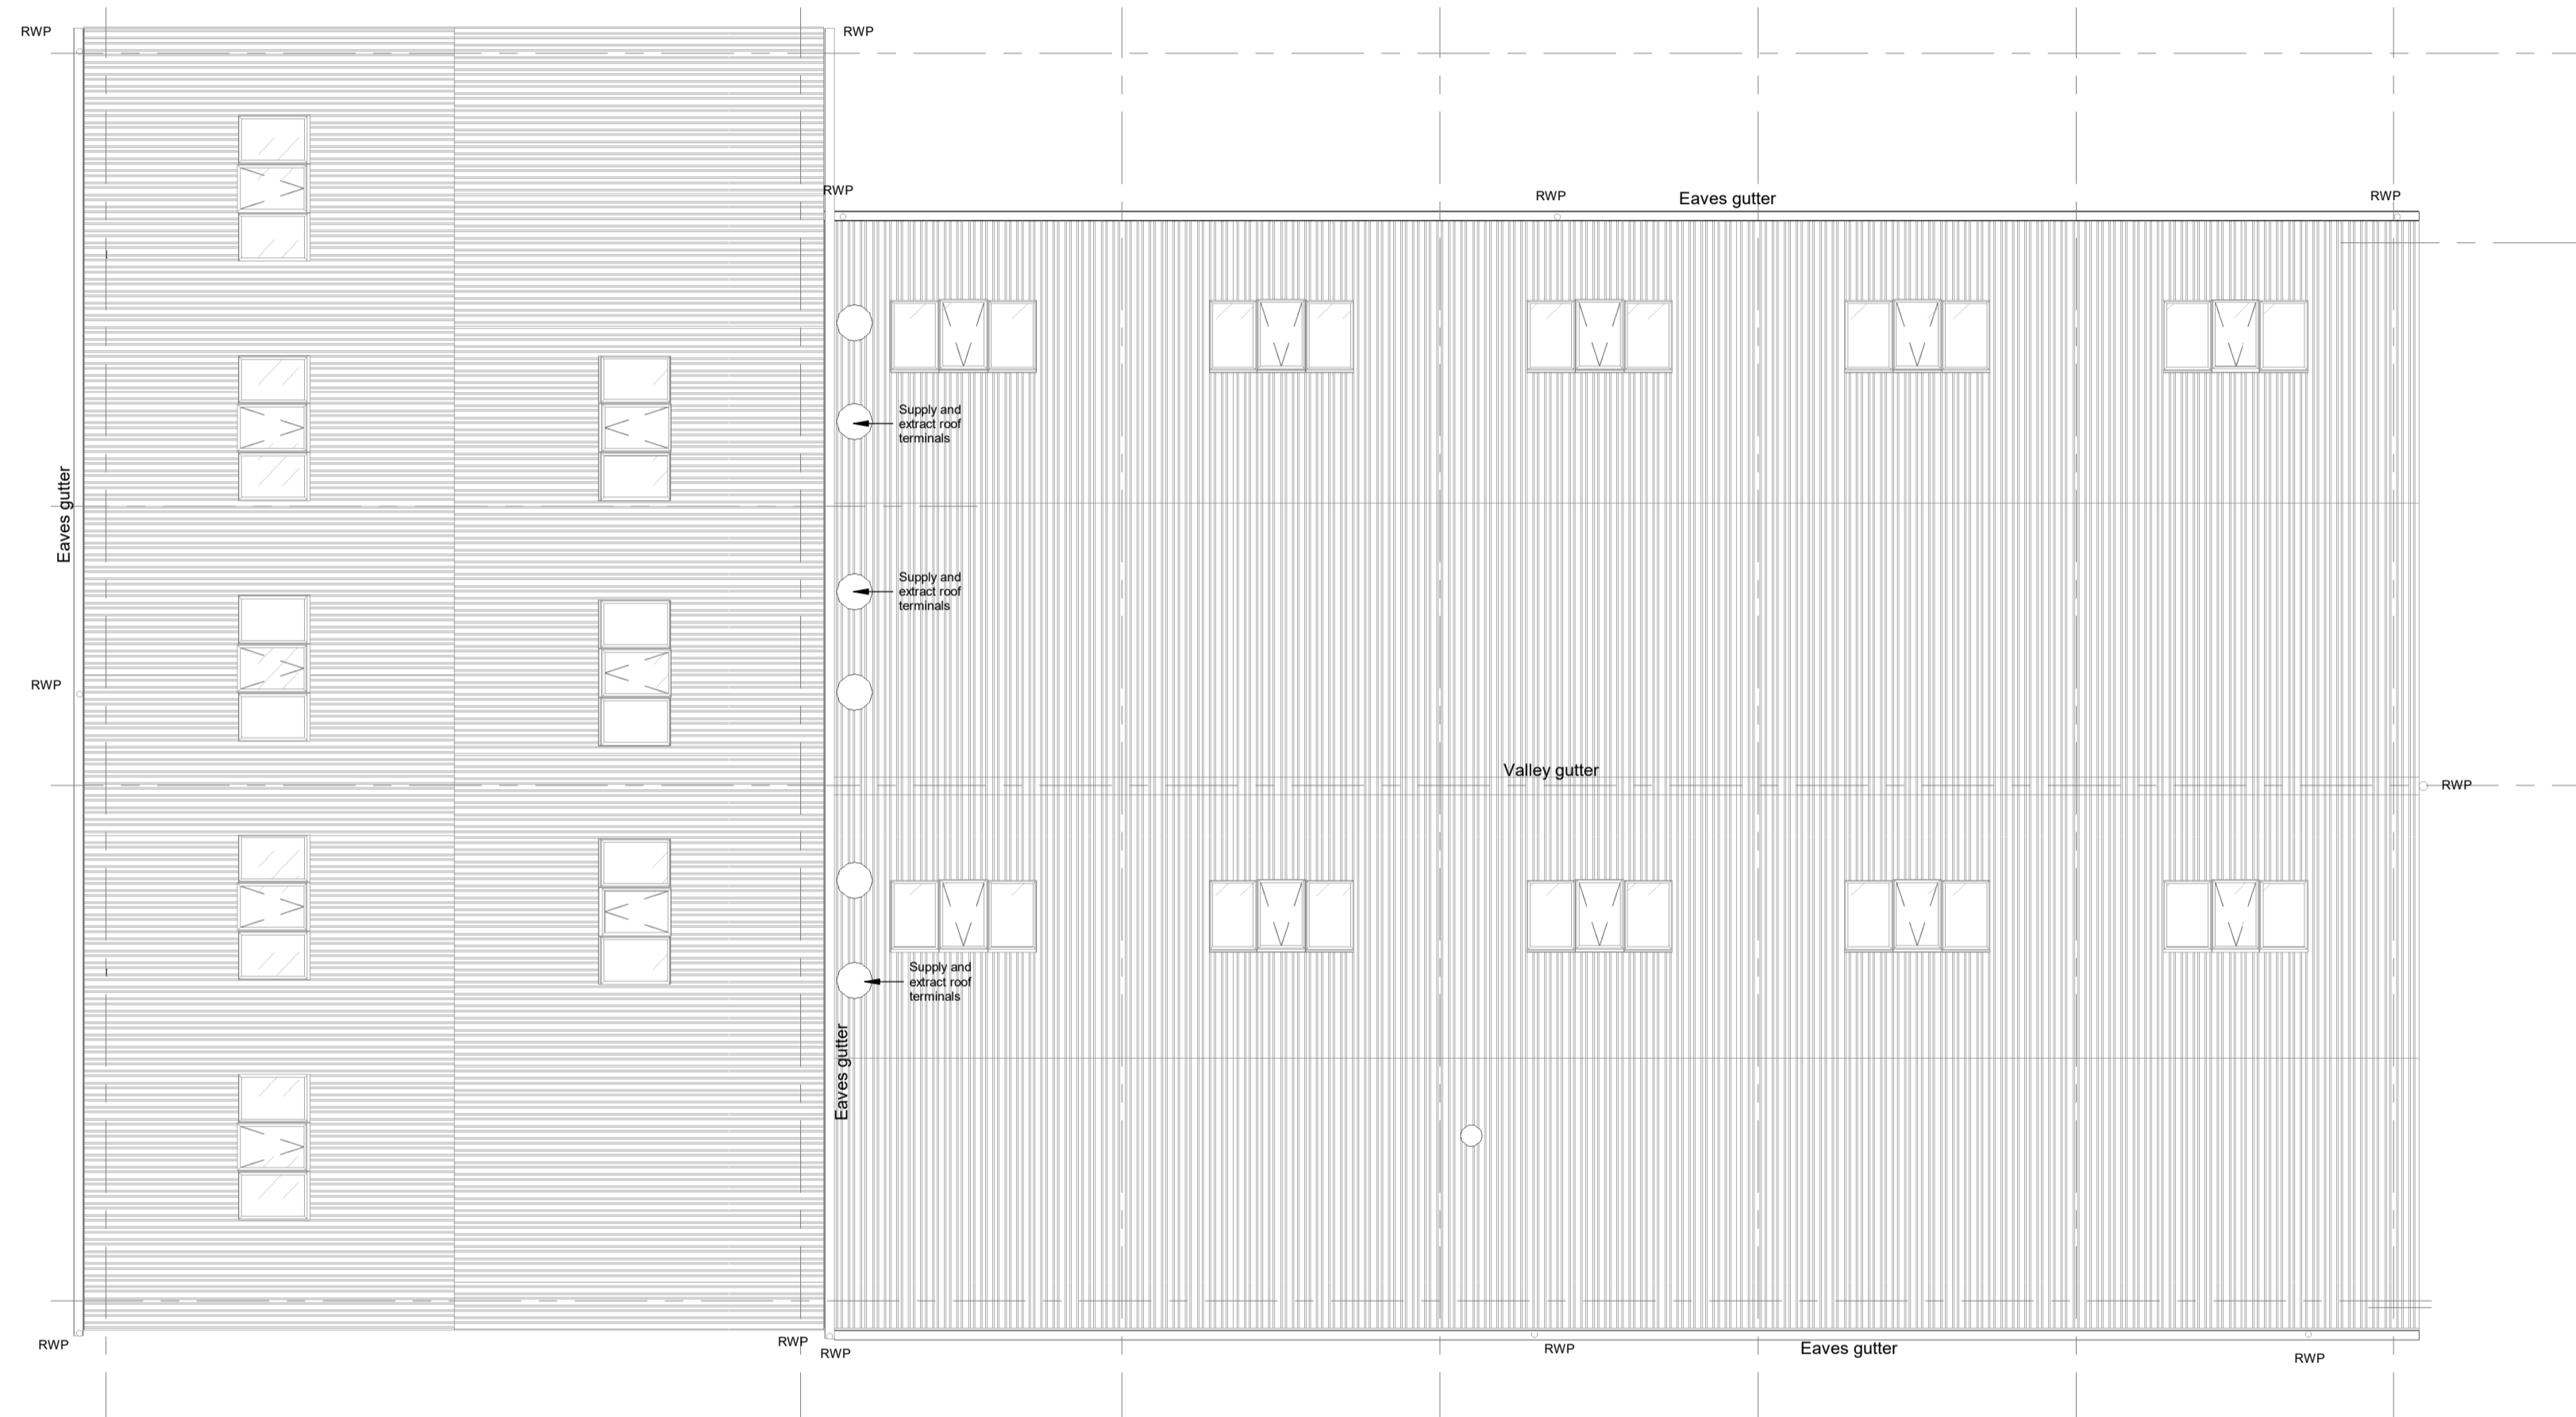 RWP
RWP
RWP
RWP
Eaves gutter
RWP
Supply and
extract roof
terminals
Eaves gutter
Supply and
extract roof
terminals
RWP
Valley gutter
RWP
Supply and
extract roof
terminals
Eaves gutter
RWP
RWP
RWP
RWP
Eaves gutter
RWP